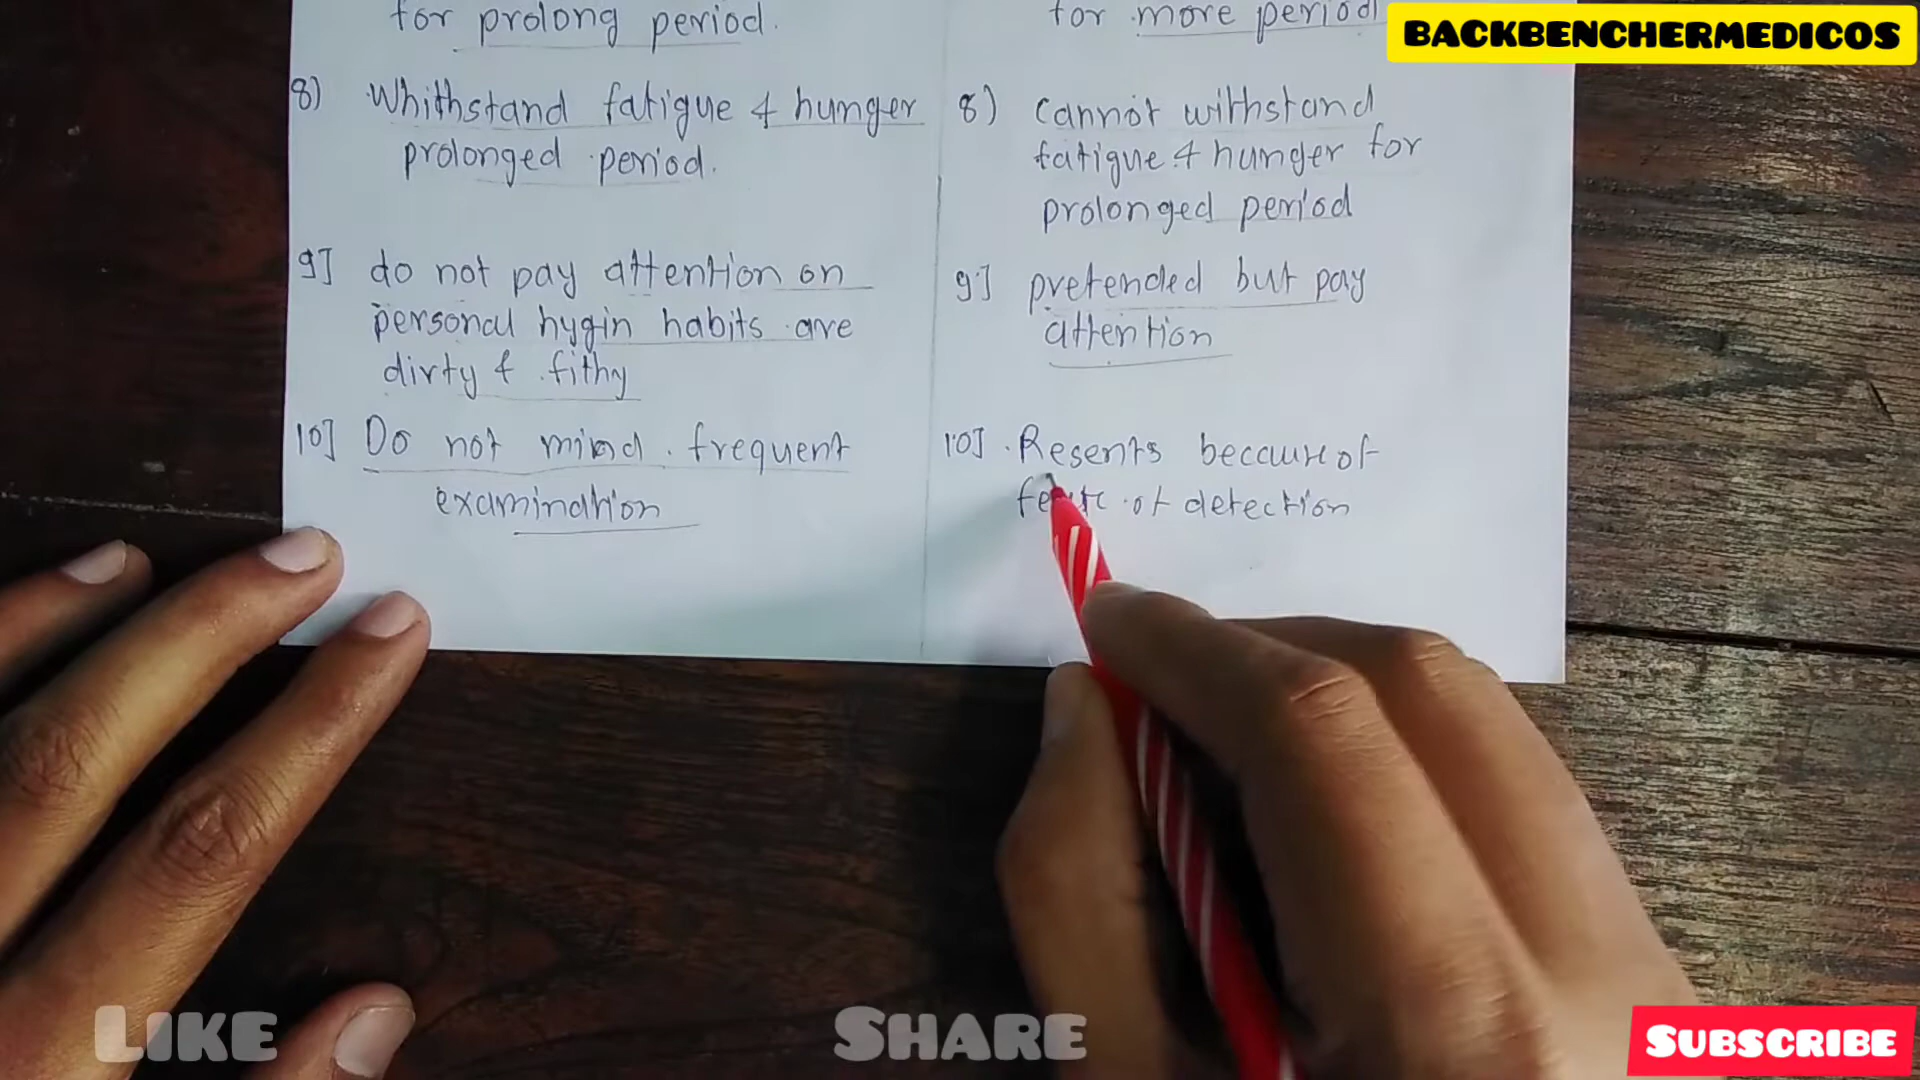 for prolong period.
8) Whithstand fatigue & hunger
prolonged period.
9] do not pay attention on
personal hygin habits are
dirty & fithy
10] Do not mind frequent
examination
for more period
8) cannot withstand
fatigue & hunger for
prolonged period
9] pretended but pay
attention
10] Resents because of
of detection
BACKBENCHERMEDICOS
LIKE
SHARE
SUBSCRIBE